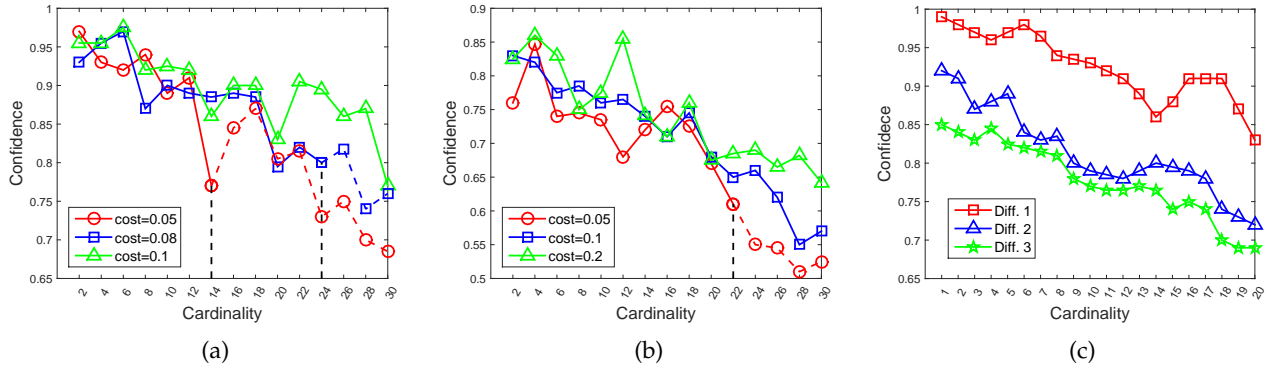 1
0.95
0.9
0.85
0.8
0.75
0.7
0.65
Confidence
cost=0.05
cost=0.08
cost=0.1
2 4 6 8 10 12 14 16 18 20 22 24 26 28 30
Cardinality
(a)
0.9
0.85
0.8
0.75
0.7
0.65
0.6
0.55
0.5
Confidence
cost=0.05
cost=0.1
cost=0.2
2 4 6 8 10 12 14 16 18 20 22 24 26 28 30
Cardinality
(b)
1
0.95
0.9
0.85
0.8
0.75
0.7
0.65
Confidece
Diff. 1
Diff. 2
Diff. 3
1 2 3 4 5 6 7 8 9 10 11 12 13 14 15 16 17 18 19 20
Cardinality
(c)